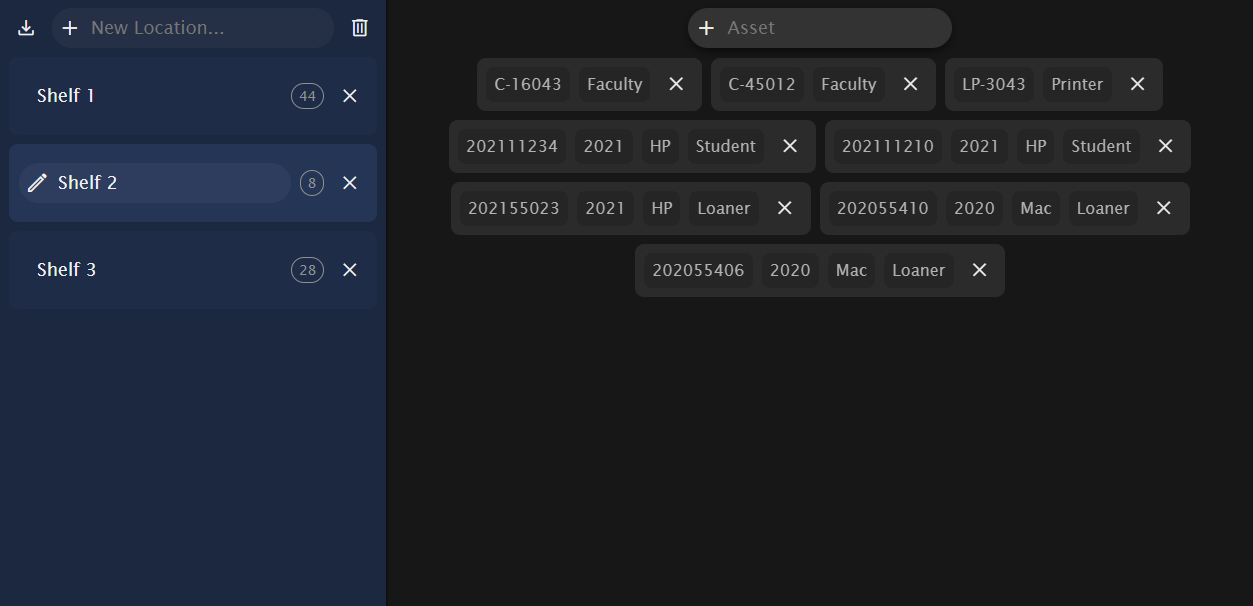 New Location...
Shelf 1 44
Shelf 2 8
Shelf 3 28
Asset
C-16043 Faculty C-45012 Faculty LP-3043 Printer
202111234 2021 HP Student 202111210 2021 HP Student
202155023 2021 HP Loaner 202055410 2020 Mac Loaner
202055406 2020 Mac Loaner